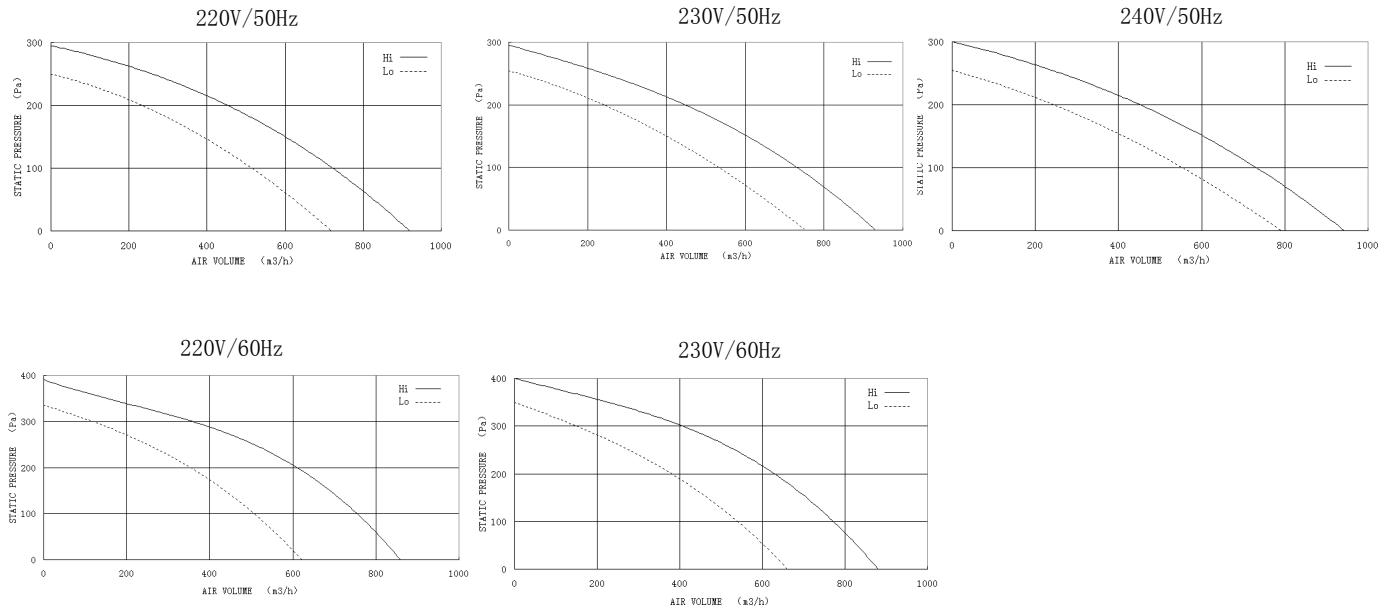 220V/50Hz
300
200
100
0
STATIC PRESSURE (Pa)
Hi
Lo
0 200 400 600 800 1000
AIR VOLUME (m3/h)
230V/50Hz
300
200
100
0
STATIC PRESSURE (Pa)
Hi
Lo
0 200 400 600 800 1000
AIR VOLUME (m3/h)
240V/50Hz
300
200
100
0
STATIC PRESSURE (Pa)
Hi
Lo
0 200 400 600 800 1000
AIR VOLUME (m3/h)
220V/60Hz
400
300
200
100
0
STATIC PRESSURE (Pa)
Hi
Lo
0 200 400 600 800 1000
AIR VOLUME (m3/h)
230V/60Hz
400
300
200
100
0
STATIC PRESSURE (Pa)
Hi
Lo
0 200 400 600 800 1000
AIR VOLUME (m3/h)